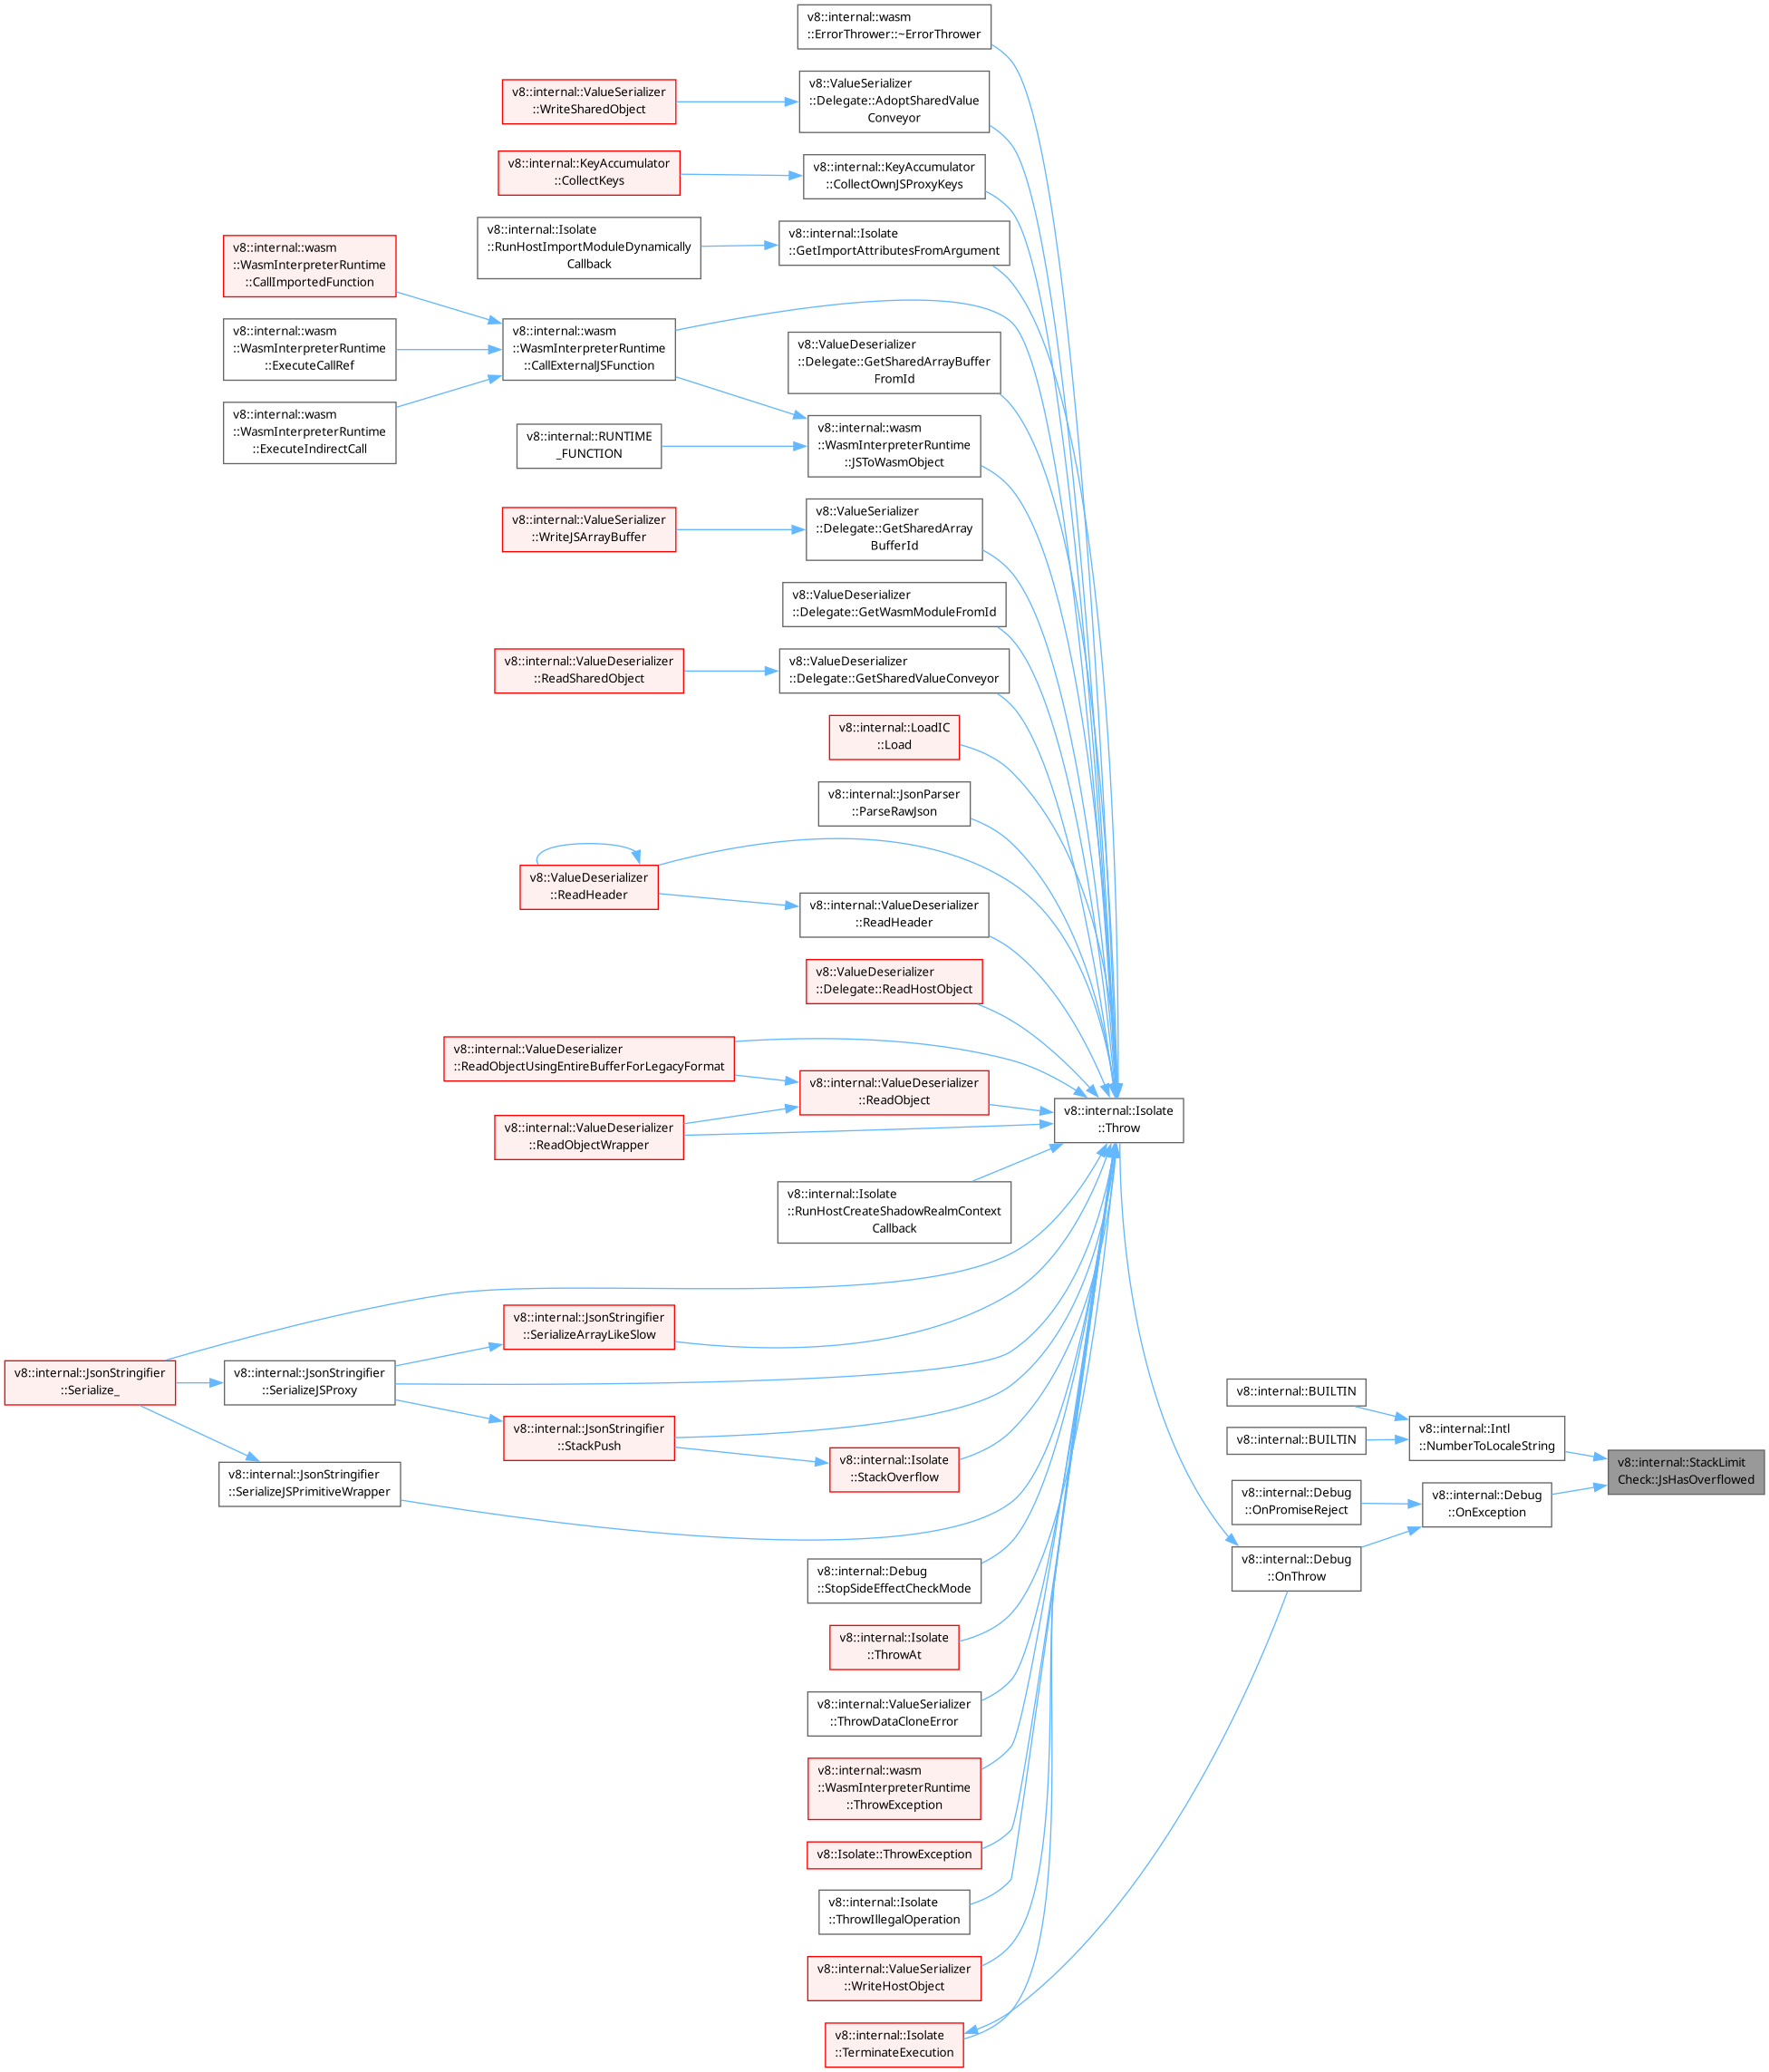 v8::internal::wasm
::ErrorThrower::~ErrorThrower
v8::ValueSerializer
::Delegate::AdoptSharedValue
Conveyor
v8::internal::ValueSerializer
::WriteSharedObject
v8::internal::KeyAccumulator
::CollectOwnJSProxyKeys
v8::internal::KeyAccumulator
::CollectKeys
v8::internal::Isolate
::GetImportAttributesFromArgument
v8::internal::Isolate
::RunHostImportModuleDynamically
Callback
v8::internal::wasm
::WasmInterpreterRuntime
::CallImportedFunction
v8::internal::wasm
::WasmInterpreterRuntime
::ExecuteCallRef
v8::internal::wasm
::WasmInterpreterRuntime
::ExecuteIndirectCall
v8::internal::wasm
::WasmInterpreterRuntime
::CallExternalJSFunction
v8::ValueDeserializer
::Delegate::GetSharedArrayBuffer
FromId
v8::internal::wasm
::WasmInterpreterRuntime
::JSToWasmObject
v8::internal::RUNTIME
_FUNCTION
v8::ValueSerializer
::Delegate::GetSharedArray
BufferId
v8::internal::ValueSerializer
::WriteJSArrayBuffer
v8::ValueDeserializer
::Delegate::GetWasmModuleFromId
v8::ValueDeserializer
::Delegate::GetSharedValueConveyor
v8::internal::ValueDeserializer
::ReadSharedObject
v8::internal::LoadIC
::Load
v8::internal::JsonParser
::ParseRawJson
v8::ValueDeserializer
::ReadHeader
v8::internal::ValueDeserializer
::ReadHeader
v8::ValueDeserializer
::Delegate::ReadHostObject
v8::internal::ValueDeserializer
::ReadObjectUsingEntireBufferForLegacyFormat
v8::internal::ValueDeserializer
::ReadObject
v8::internal::ValueDeserializer
::ReadObjectWrapper
v8::internal::Isolate
::Throw
v8::internal::Isolate
::RunHostCreateShadowRealmContext
Callback
v8::internal::JsonStringifier
::SerializeArrayLikeSlow
v8::internal::JsonStringifier
::Serialize_
v8::internal::JsonStringifier
::SerializeJSProxy
v8::internal::JsonStringifier
::StackPush
v8::internal::Isolate
::StackOverflow
v8::internal::JsonStringifier
::SerializeJSPrimitiveWrapper
v8::internal::BUILTIN
v8::internal::BUILTIN
v8::internal::Intl
::NumberToLocaleString
v8::internal::StackLimit
Check::JsHasOverflowed
v8::internal::Debug
::OnPromiseReject
v8::internal::Debug
::OnException
v8::internal::Debug
::OnThrow
v8::internal::Debug
::StopSideEffectCheckMode
v8::internal::Isolate
::ThrowAt
v8::internal::ValueSerializer
::ThrowDataCloneError
v8::internal::wasm
::WasmInterpreterRuntime
::ThrowException
v8::Isolate::ThrowException
v8::internal::Isolate
::ThrowIllegalOperation
v8::internal::ValueSerializer
::WriteHostObject
v8::internal::Isolate
::TerminateExecution